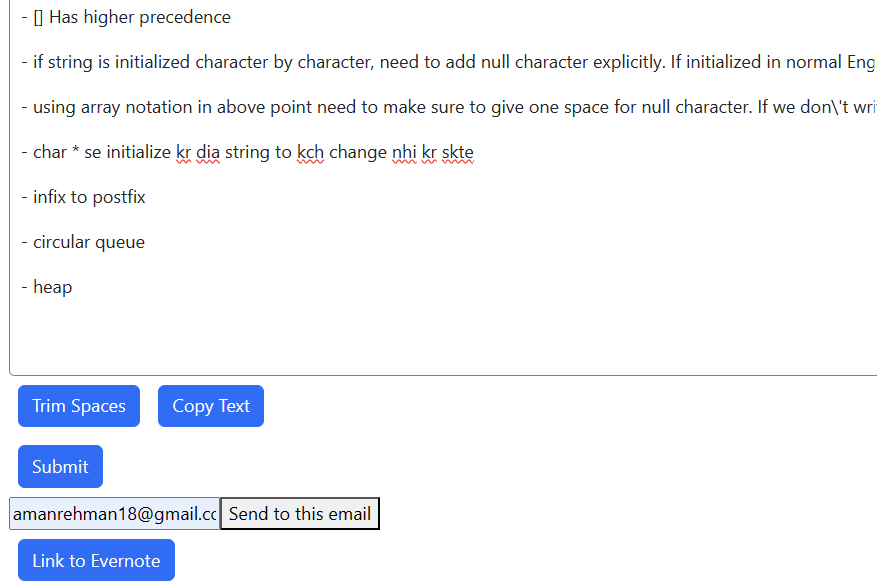 - [] Has higher precedence
- if string is initialized character by character, need to add null character explicitly. If initialized in normal Eng
- using array notation in above point need to make sure to give one space for null character. If we don\'t wri
- char * se initialize kr dia string to kch change nhi kr skte
- infix to postfix
- circular queue
- heap
Trim Spaces Copy Text
Submit
amanrehman18@gmail.cc Send to this email
Link to Evernote